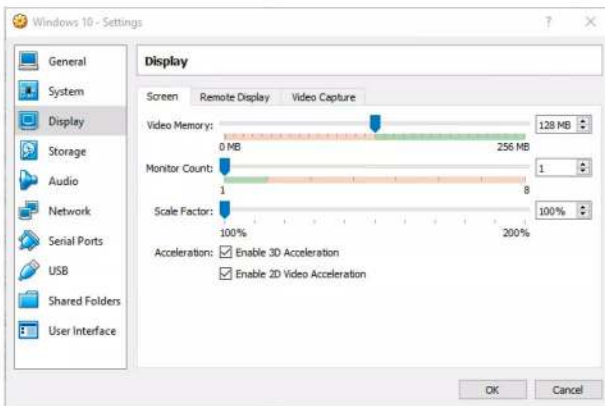 Windows 10 - Settings
? ×
General
System
Display
Storage
Audio
Network
Serial Ports
USB
Shared Folders
User Interface
Display
Screen Remote Display Video Capture
Video Memory: 128 MB
0 MB 256 MB
Monitor Count: 1
1 8
Scale Factor: 100%
100% 200%
Acceleration: Enable 3D Acceleration
Enable 2D Video Acceleration
OK Cancel